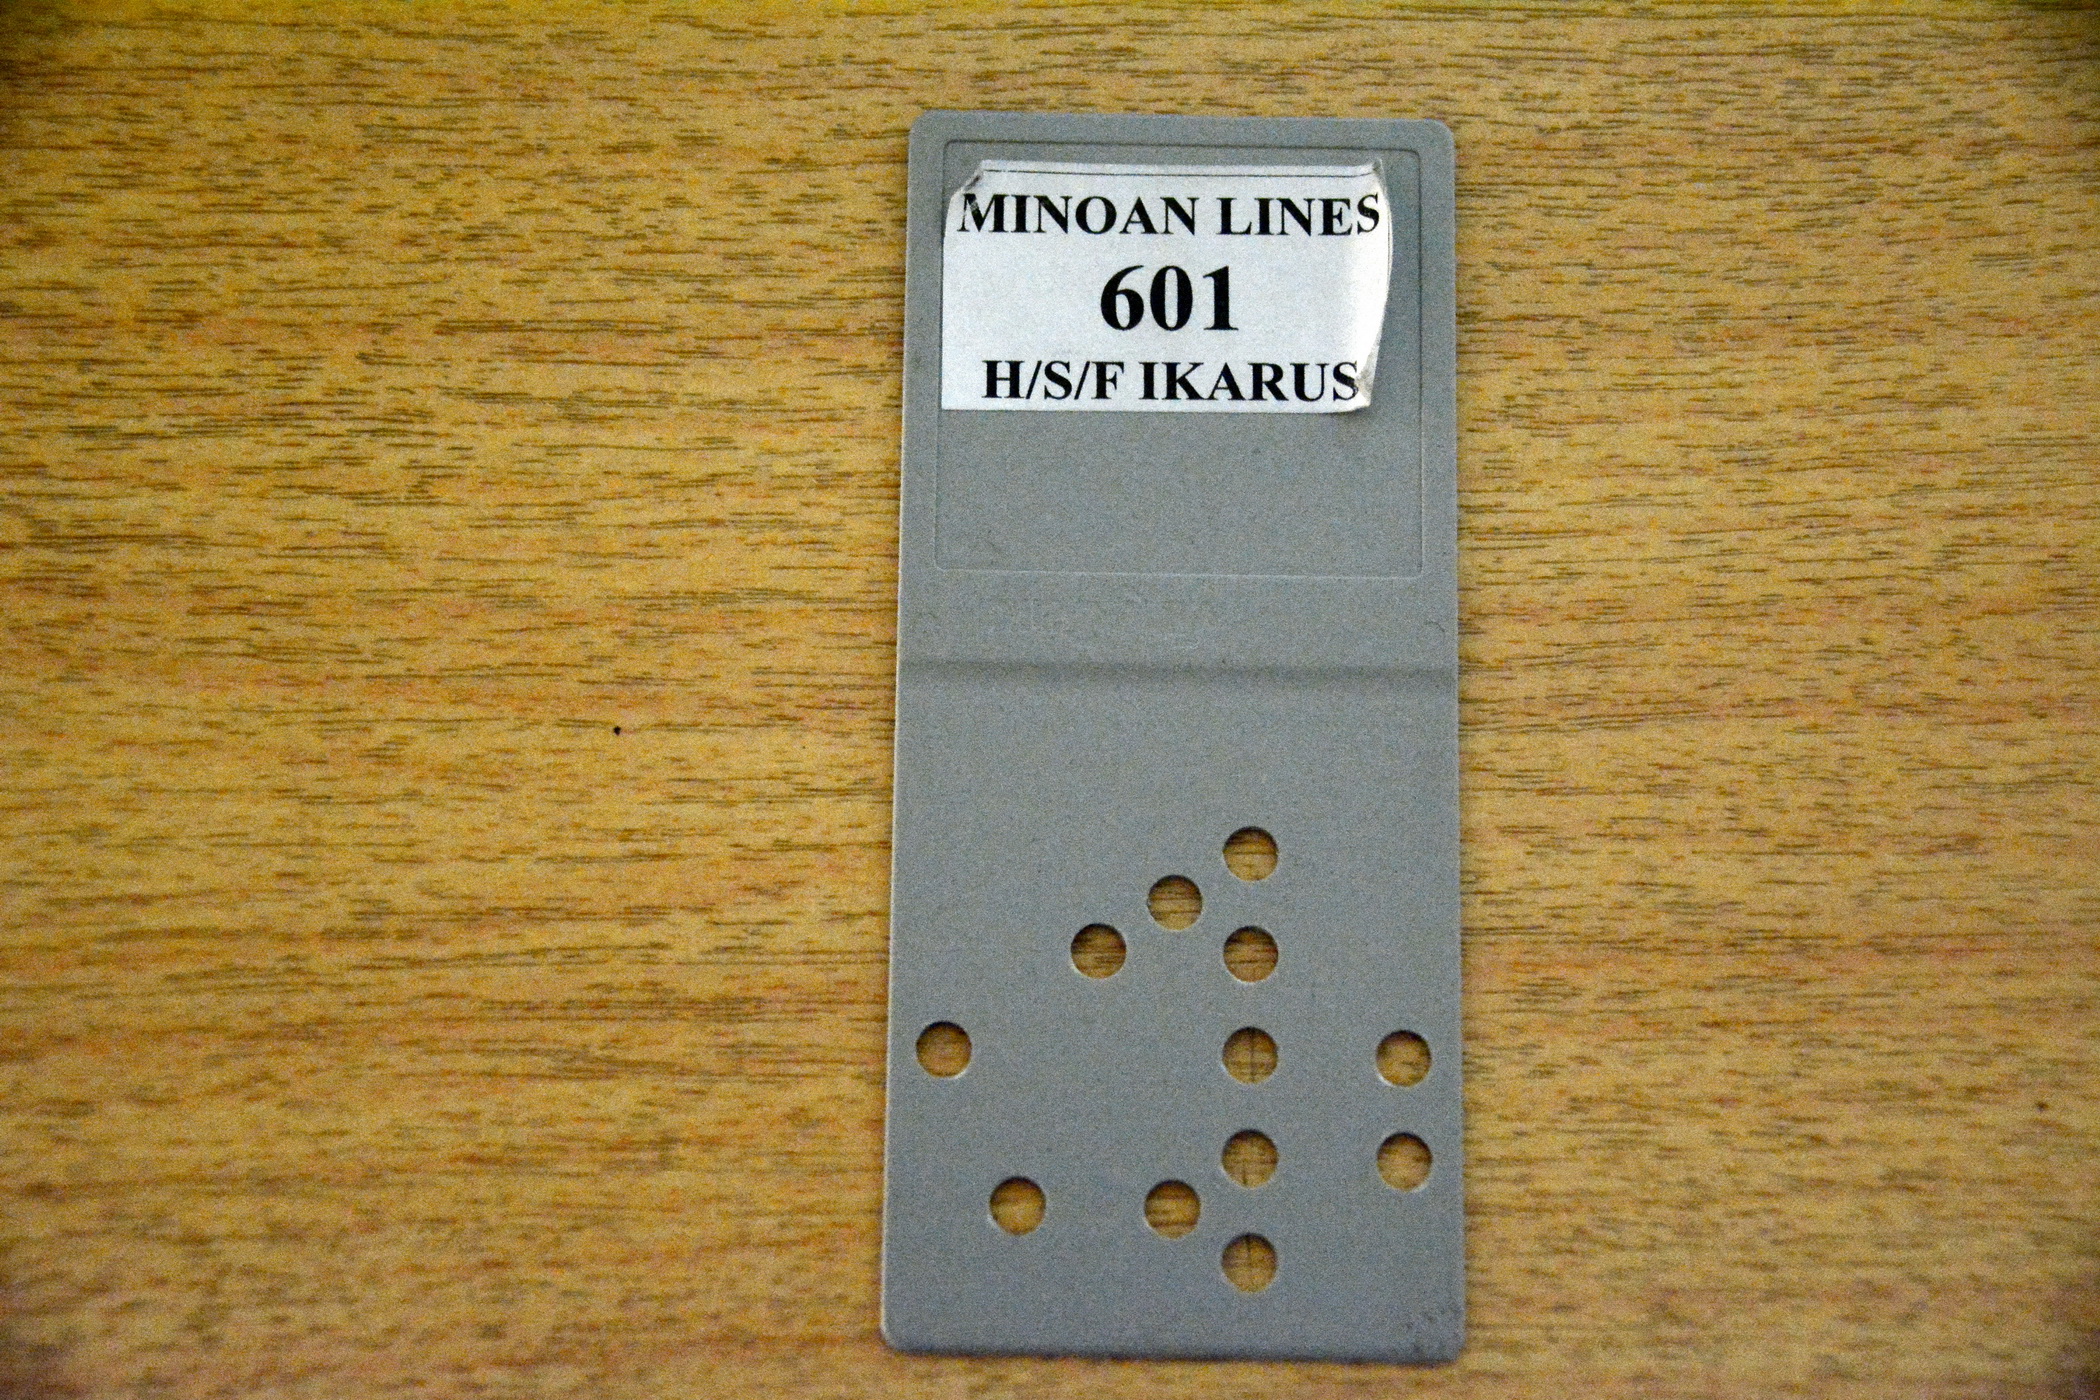 MINOAN LINES
601
H/S/F IKARUS